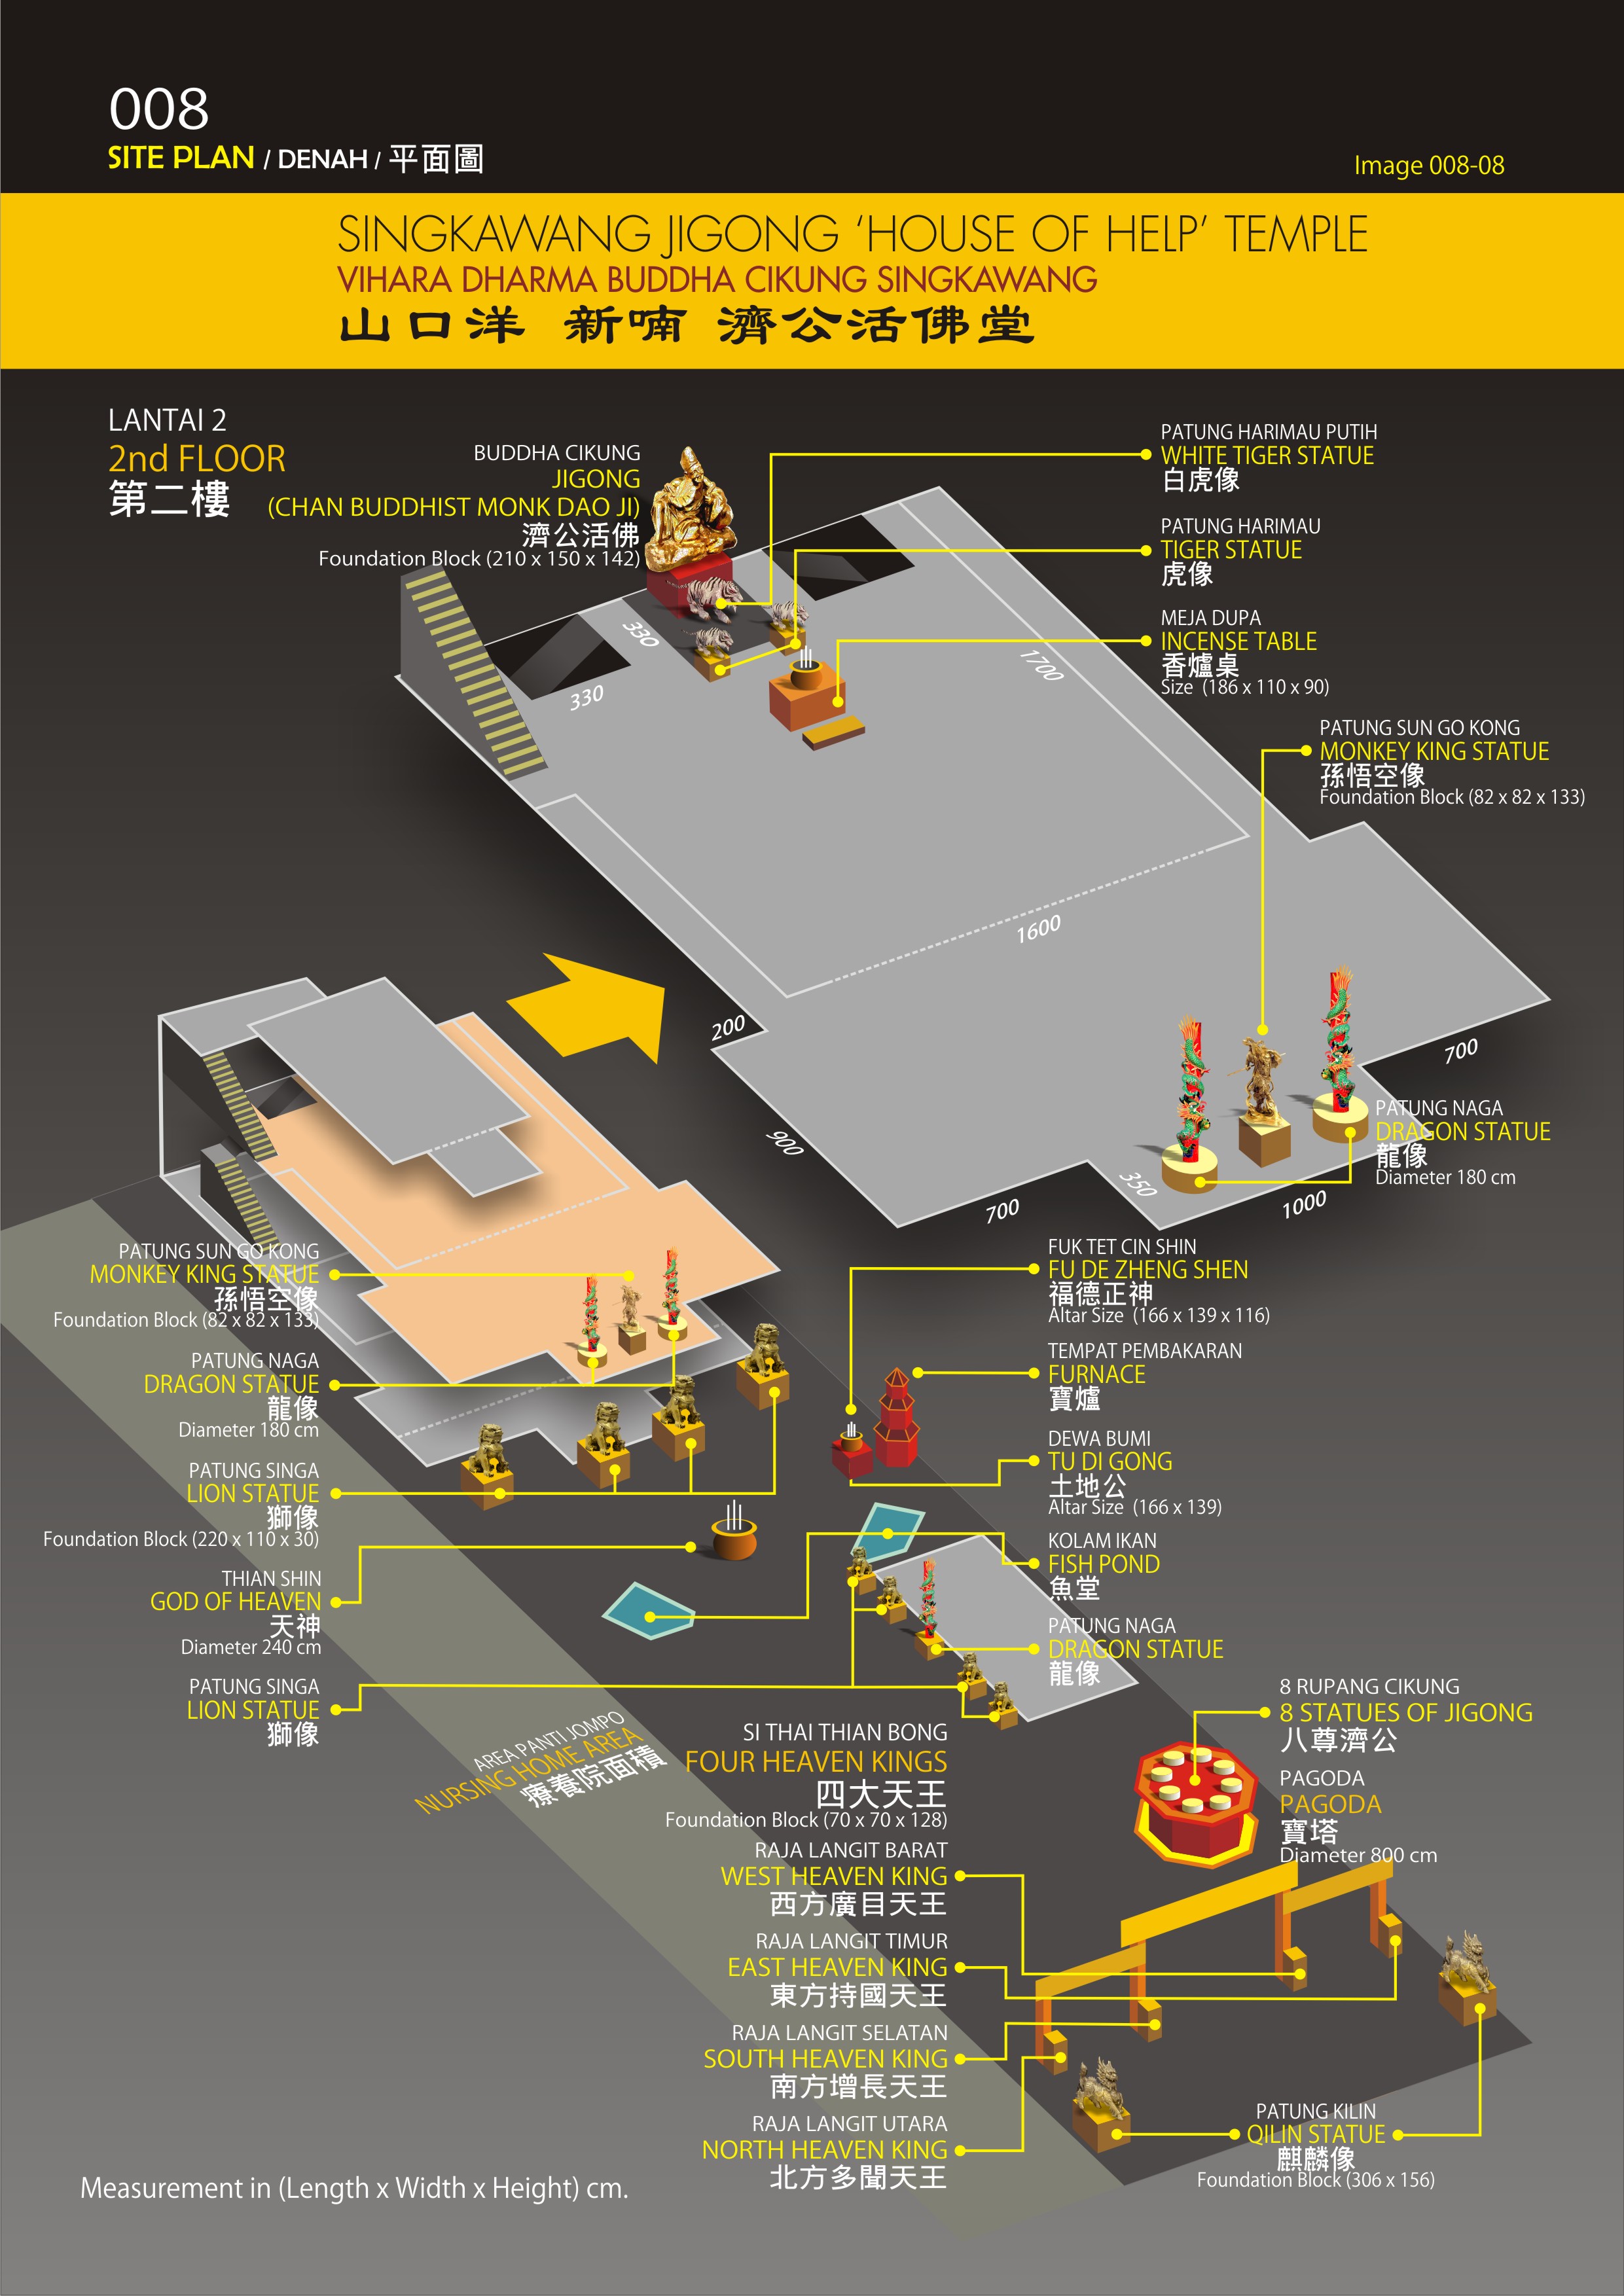 008
SITE PLAN / DENAH / 平面圖
Image 008-08
SINGKAWANG JIGONG ‘HOUSE OF HELP’ TEMPLE
VIHARA DHARMA BUDDHA CIKUNG SINGKAWANG
山口洋 新喃 濟公活佛堂
LANTAI 2
2nd FLOOR
第二樓
BUDDHA CIKUNG
JIGONG
(CHAN BUDDHIST MONK DAO JI)
濟公活佛
Foundation Block (210 x 150 x 142)
PATUNG HARIMAU PUTIH
WHITE TIGER STATUE
白虎像
PATUNG HARIMAU
TIGER STATUE
虎像
MEJA DUPA
INCENSE TABLE
香爐桌
Size (186 x 110 x 90)
PATUNG SUN GO KONG
MONKEY KING STATUE
孫悟空像
Foundation Block (82 x 82 x 133)
330
330
1700
1600
200
900
700
350
1000
700
PATUNG NAGA
DRAGON STATUE
龍像
Diameter 180 cm
PATUNG SUN GO KONG
MONKEY KING STATUE
孫悟空像
Foundation Block (82 x 82 x 133)
PATUNG NAGA
DRAGON STATUE
龍像
Diameter 180 cm
PATUNG SINGA
LION STATUE
獅像
Foundation Block (220 x 110 x 30)
THIAN SHIN
GOD OF HEAVEN
天神
Diameter 240 cm
PATUNG SINGA
LION STATUE
獅像
FUK TET CIN SHIN
FU DE ZHENG SHEN
福德正神
Altar Size (166 x 139 x 116)
TEMPAT PEMBAKARAN
FURNACE
寶爐
DEWA BUMI
TU DI GONG
土地公
Altar Size (166 x 139)
KOLAM IKAN
FISH POND
魚堂
PATUNG NAGA
DRAGON STATUE
龍像
AREA PANTI JOMPO
NURSING HOME AREA
療養院面積
8 RUPANG CIKUNG
8 STATUES OF JIGONG
八尊濟公
PAGODA
PAGODA
寶塔
Diameter 800 cm
SI THAI THIAN BONG
FOUR HEAVEN KINGS
四大天王
Foundation Block (70 x 70 x 128)
RAJA LANGIT BARAT
WEST HEAVEN KING
西方廣目天王
RAJA LANGIT TIMUR
EAST HEAVEN KING
東方持國天王
RAJA LANGIT SELATAN
SOUTH HEAVEN KING
南方增長天王
RAJA LANGIT UTARA
NORTH HEAVEN KING
北方多聞天王
PATUNG KILIN
QILIN STATUE
麒麟像
Foundation Block (306 x 156)
Measurement in (Length x Width x Height) cm.